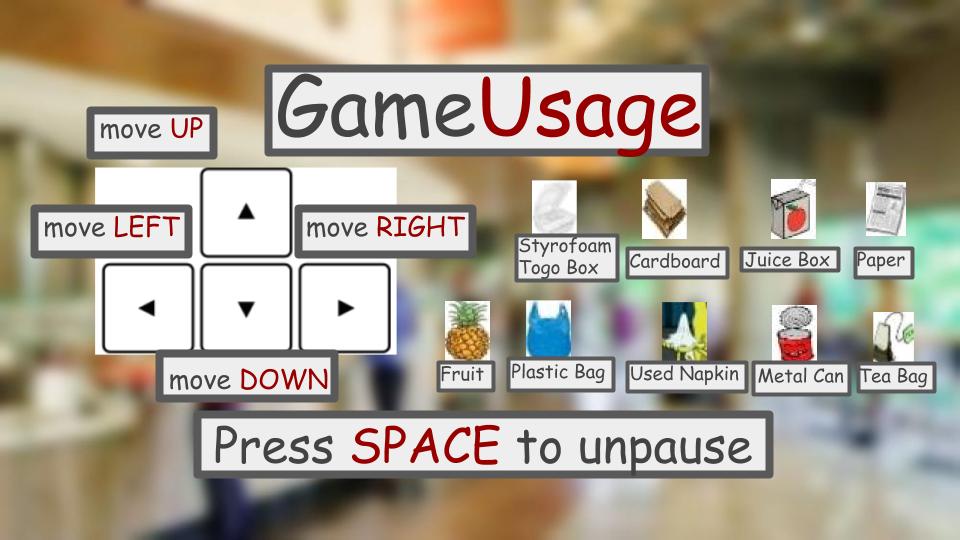 GameUsage
move UP
move LEFT
move RIGHT
move DOWN
Styrofoam
Togo Box
Cardboard
Juice Box
Paper
Fruit
Plastic Bag
Used Napkin
Metal Can
Tea Bag
Press SPACE to unpause